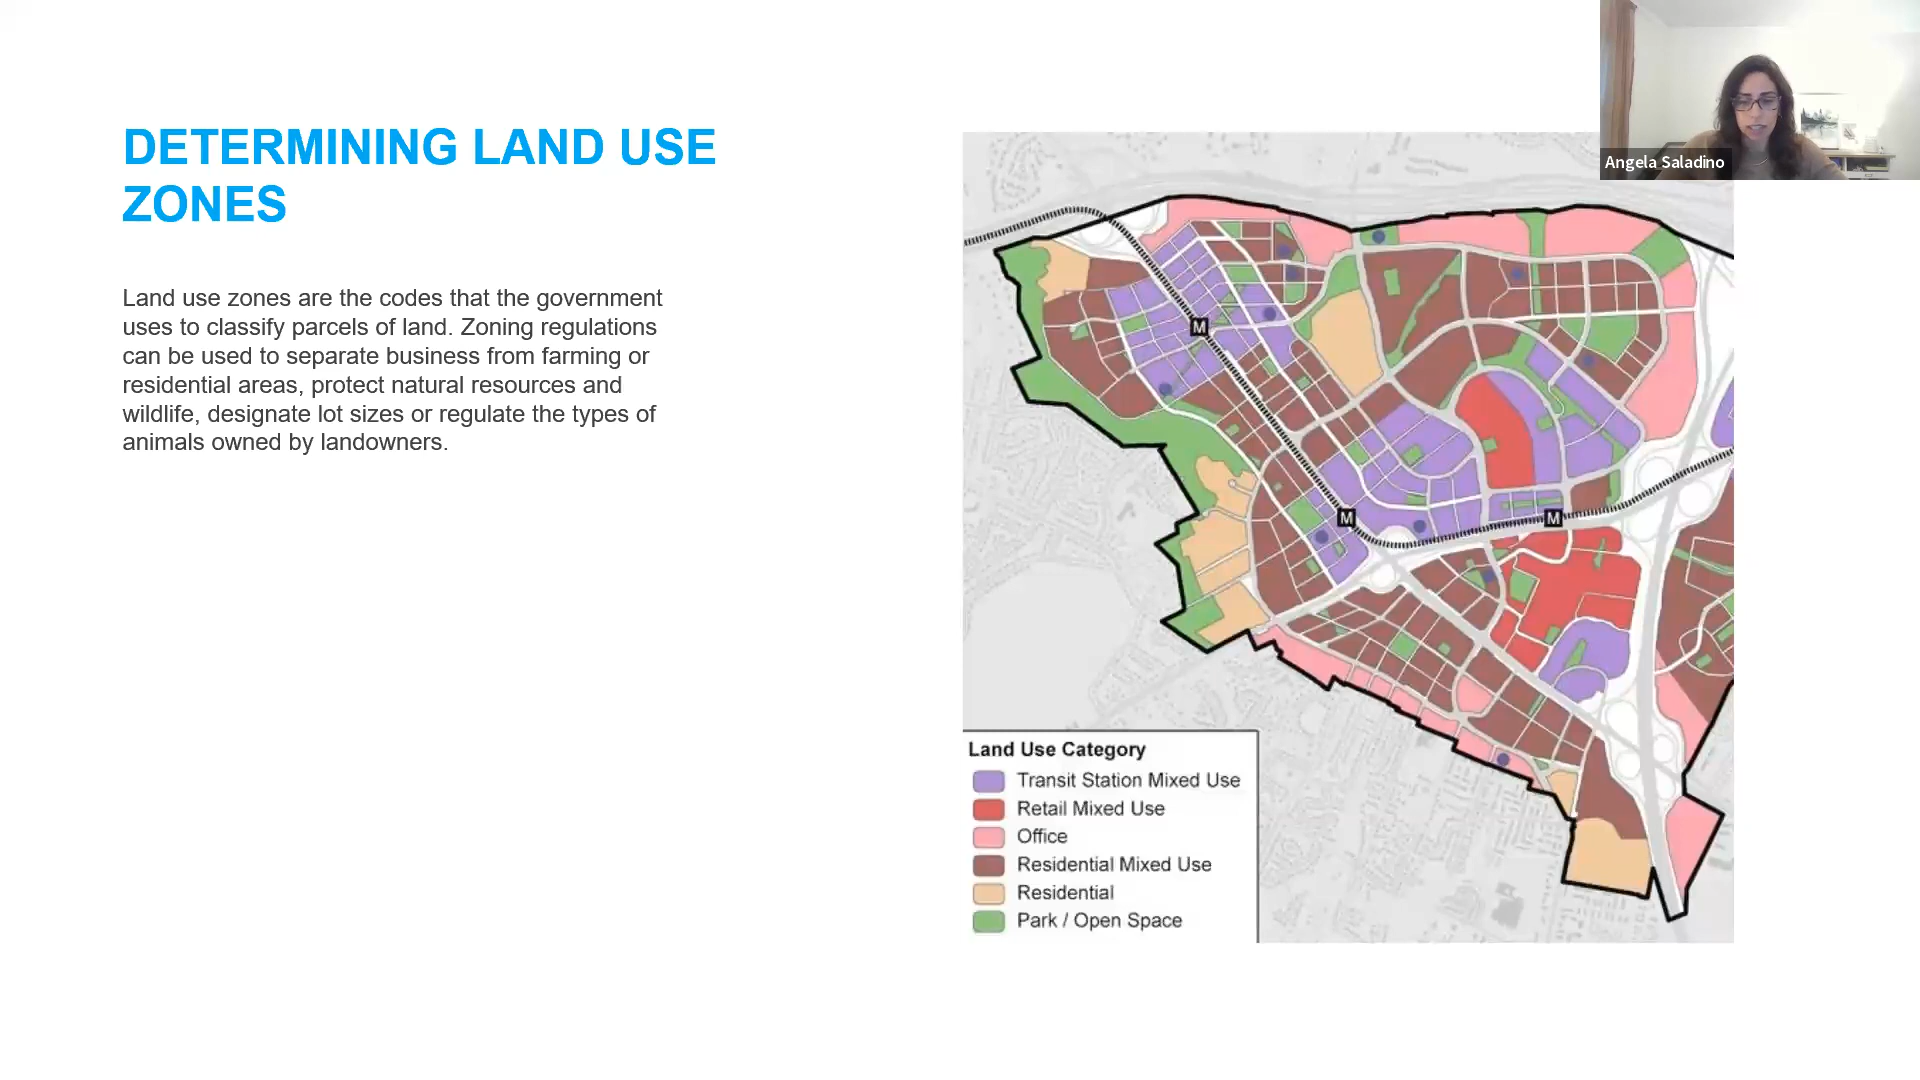 DETERMINING LAND USE
ZONES
Land use zones are the codes that the government
uses to classify parcels of land. Zoning regulations
can be used to separate business from farming or
residential areas, protect natural resources and
wildlife, designate lot sizes or regulate the types of
animals owned by landowners.
Angela Saladino
M
M
M
Land Use Category
Transit Station Mixed Use
Retail Mixed Use
Office
Residential Mixed Use
Residential
Park / Open Space